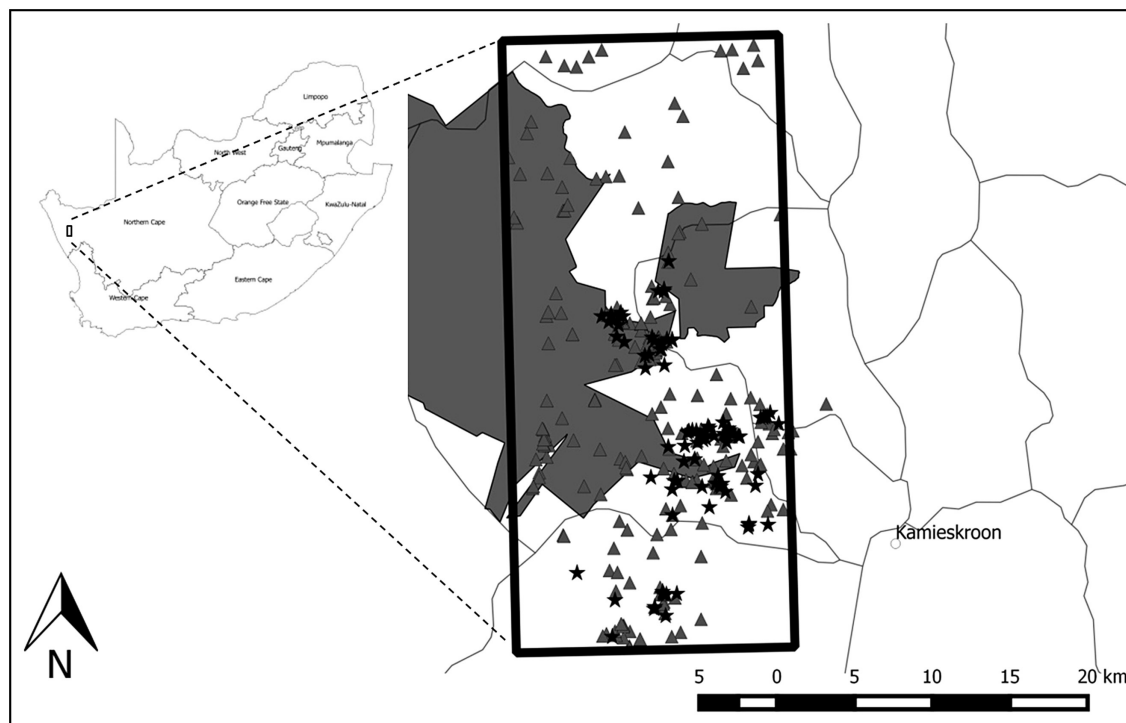 Limpopo
North West
Gauteng
Mpumalanga
Orange Free State
KwaZulu-Natal
Northern Cape
Eastern Cape
Western Cape
Kamieskroon
N
5 0 5 10 15 20 km